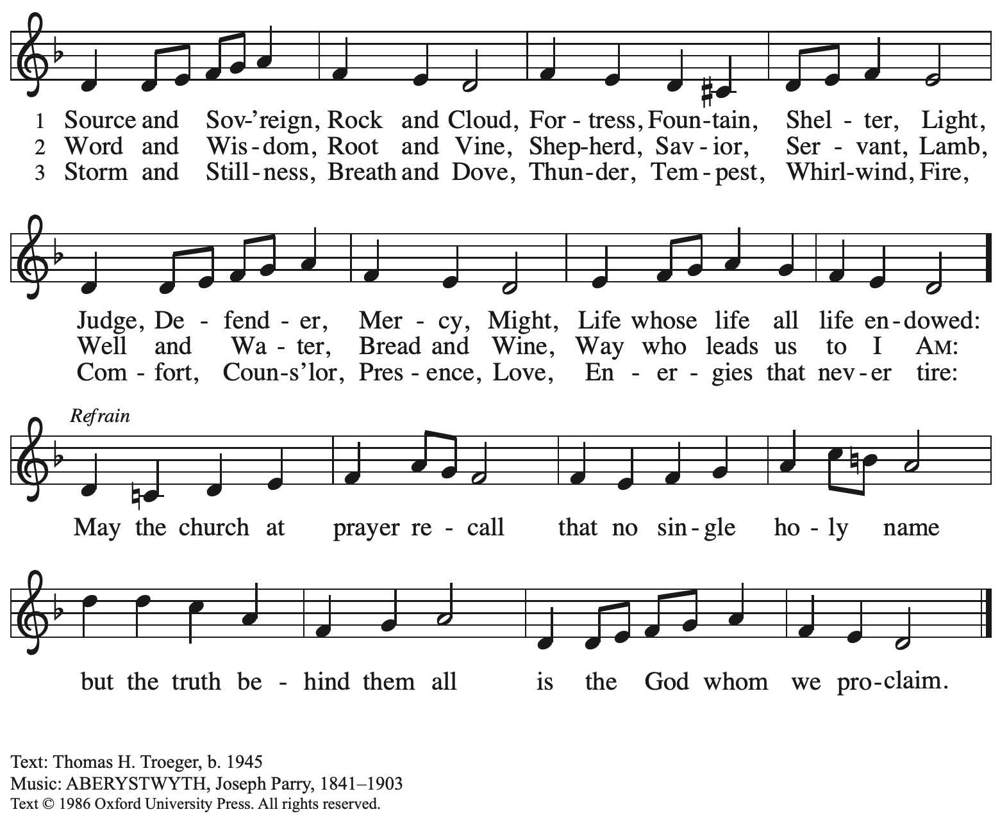 1 Source and Sov-’reign, Rock and Cloud, For - tress, Foun-tain, Shel - ter, Light,
2 Word and Wis - dom, Root and Vine, Shep-herd, Sav - ior, Ser - vant, Lamb,
3 Storm and Still - ness, Breath and Dove, Thun - der, Tem - pest, Whirl-wind, Fire,
Judge, De - fend - er, Mer - cy, Might, Life whose life all life en - dowed:
Well and Wa - ter, Bread and Wine, Way who leads us to I AM:
Com - fort, Coun-s’lor, Pres - ence, Love, En - er - gies that nev - er tire:
Refrain
May the church at prayer re - call that no sin - gle ho - ly name
but the truth be - hind them all is the God whom we pro-claim.
Text: Thomas H. Troeger, b. 1945
Music: ABERYSTWYTH, Joseph Parry, 1841–1903
Text © 1986 Oxford University Press. All rights reserved.